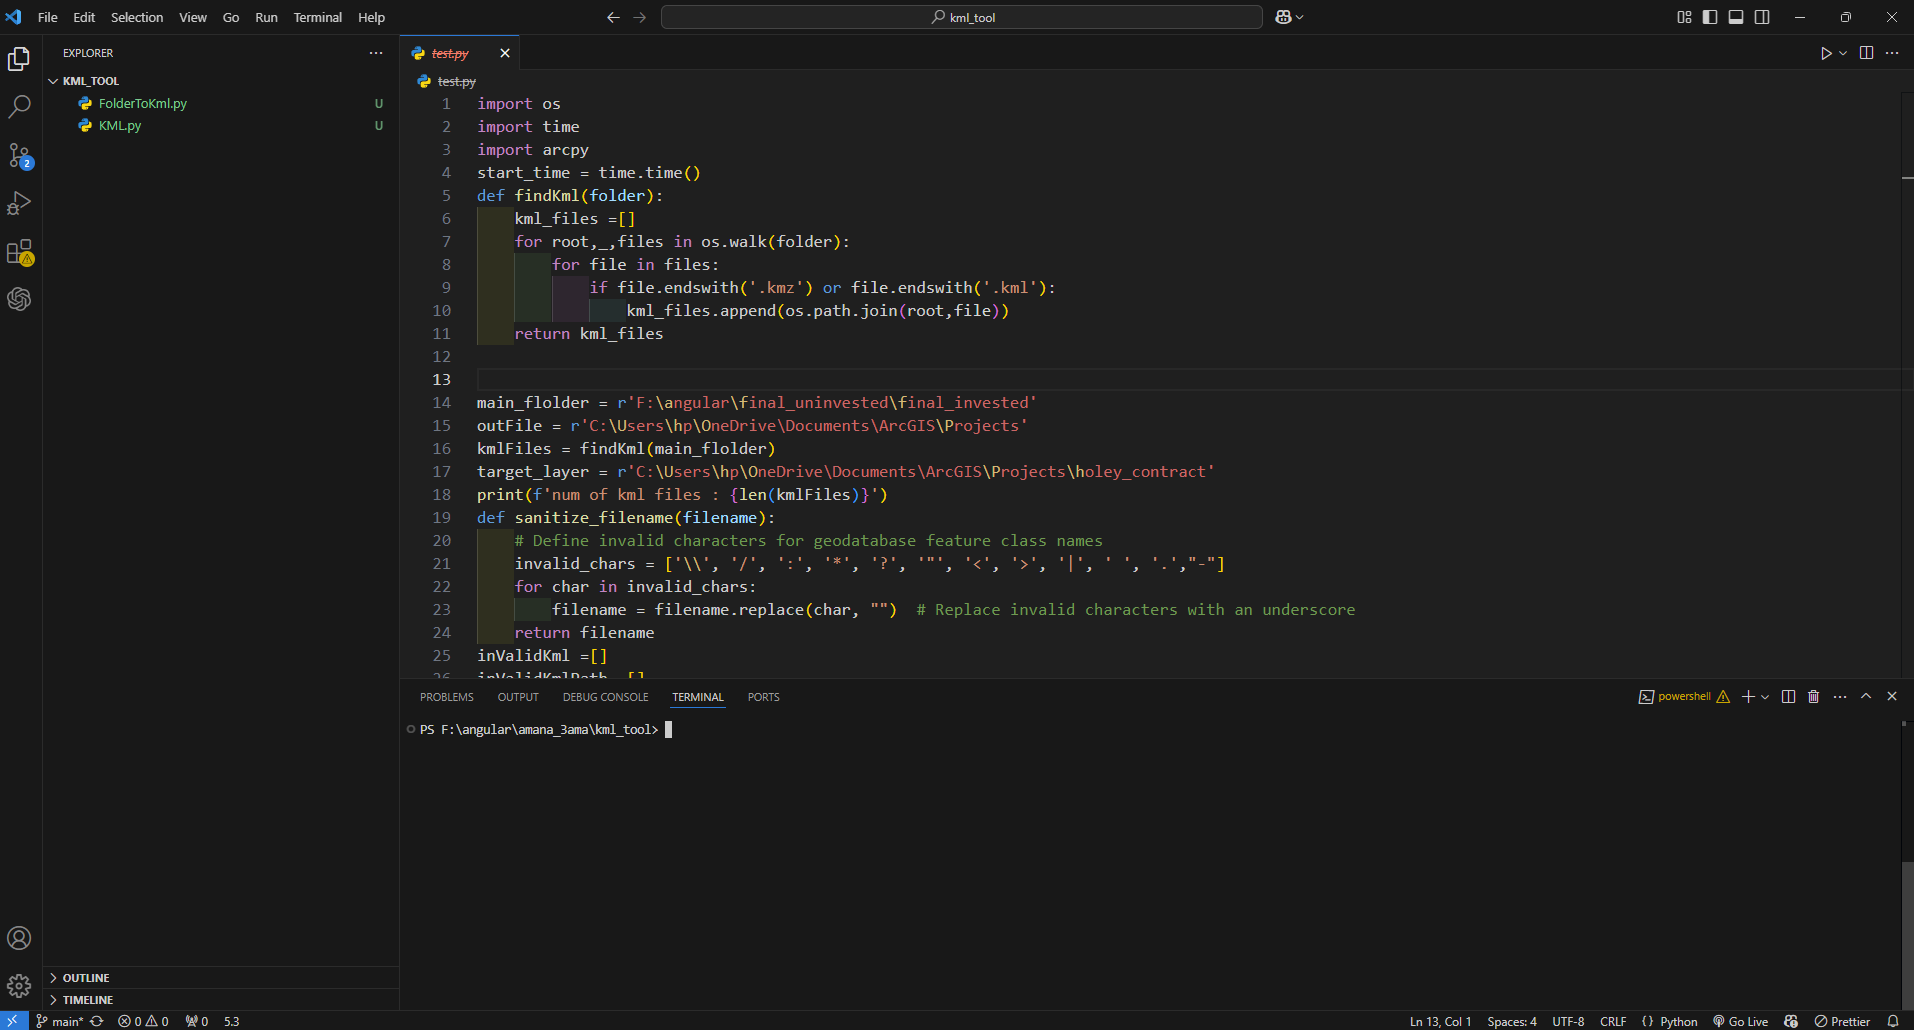 File Edit Selection View Go Run Terminal Help
kml_tool
EXPLORER
KML_TOOL
FolderToKml.py U
KML.py U
2
OUTLINE
TIMELINE
test.py
test.py
1 import os
2 import time
3 import arcpy
4 start_time = time.time()
5 def findKml(folder):
6 kml_files =[]
7 for root,_,files in os.walk(folder):
8 for file in files:
9 if file.endswith('.kmz') or file.endswith('.kml'):
10 kml_files.append(os.path.join(root,file))
11 return kml_files
12
13
14 main_flolder = r'F:\angular\final_uninvested\final_invested'
15 outFile = r'C:\Users\hp\OneDrive\Documents\ArcGIS\Projects'
16 kmlFiles = findKml(main_flolder)
17 target_layer = r'C:\Users\hp\OneDrive\Documents\ArcGIS\Projects\holey_contract'
18 print(f'num of kml files : {len(kmlFiles)}')
19 def sanitize_filename(filename):
20 # Define invalid characters for geodatabase feature class names
21 invalid_chars = ['\\', '/', ':', '*', '?', '"', '<', '>', '|', ' ', '.',"-"]
22 for char in invalid_chars:
23 filename = filename.replace(char, "") # Replace invalid characters with an underscore
24 return filename
25 inValidKml =[]
26 inValidKmlPath =[]
PROBLEMS OUTPUT DEBUG CONSOLE TERMINAL PORTS
powershell
PS F:\angular\amana_3ama\kml_tool>
main* 0 0 0 5.3
Ln 13, Col 1 Spaces: 4 UTF-8 CRLF {} Python Go Live Prettier